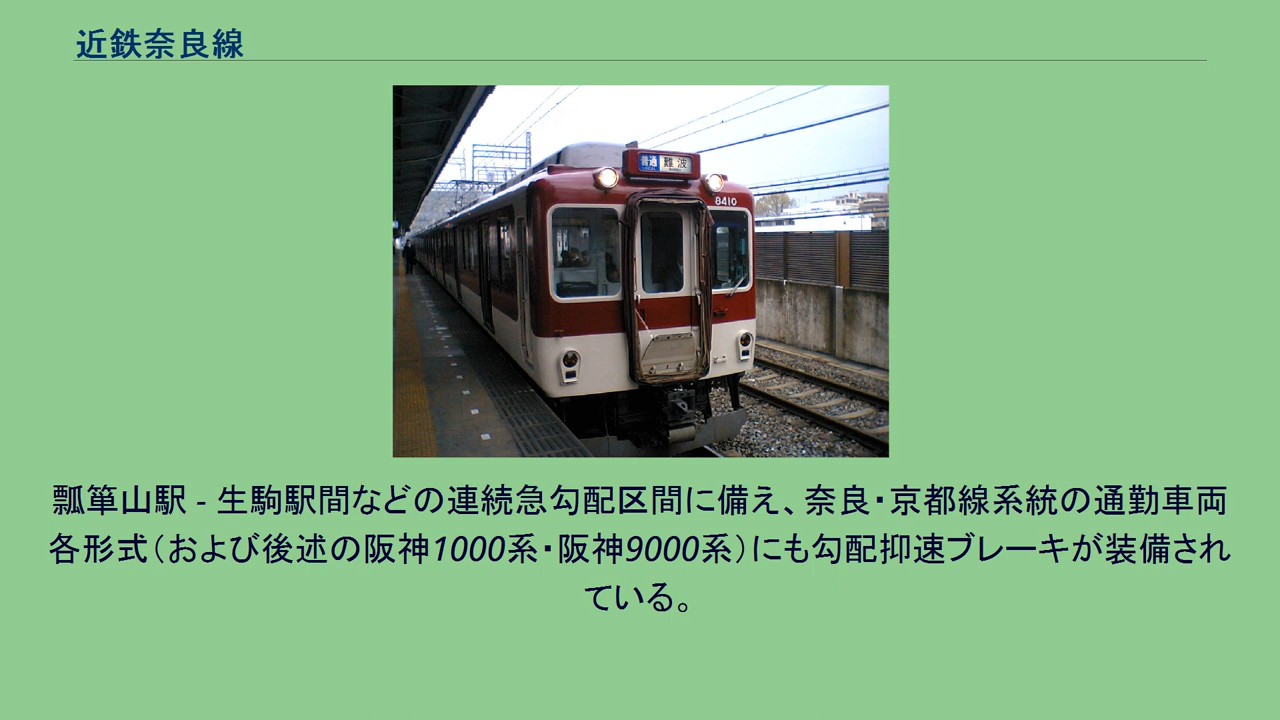 近鉄奈良線
普通 難波
8410
瓢箪山駅 - 生駒駅間などの連続急勾配区間に備え、奈良・京都線系統の通勤車両
各形式（および後述の阪神1000系・阪神9000系）にも勾配抑速ブレーキが装備され
ている。